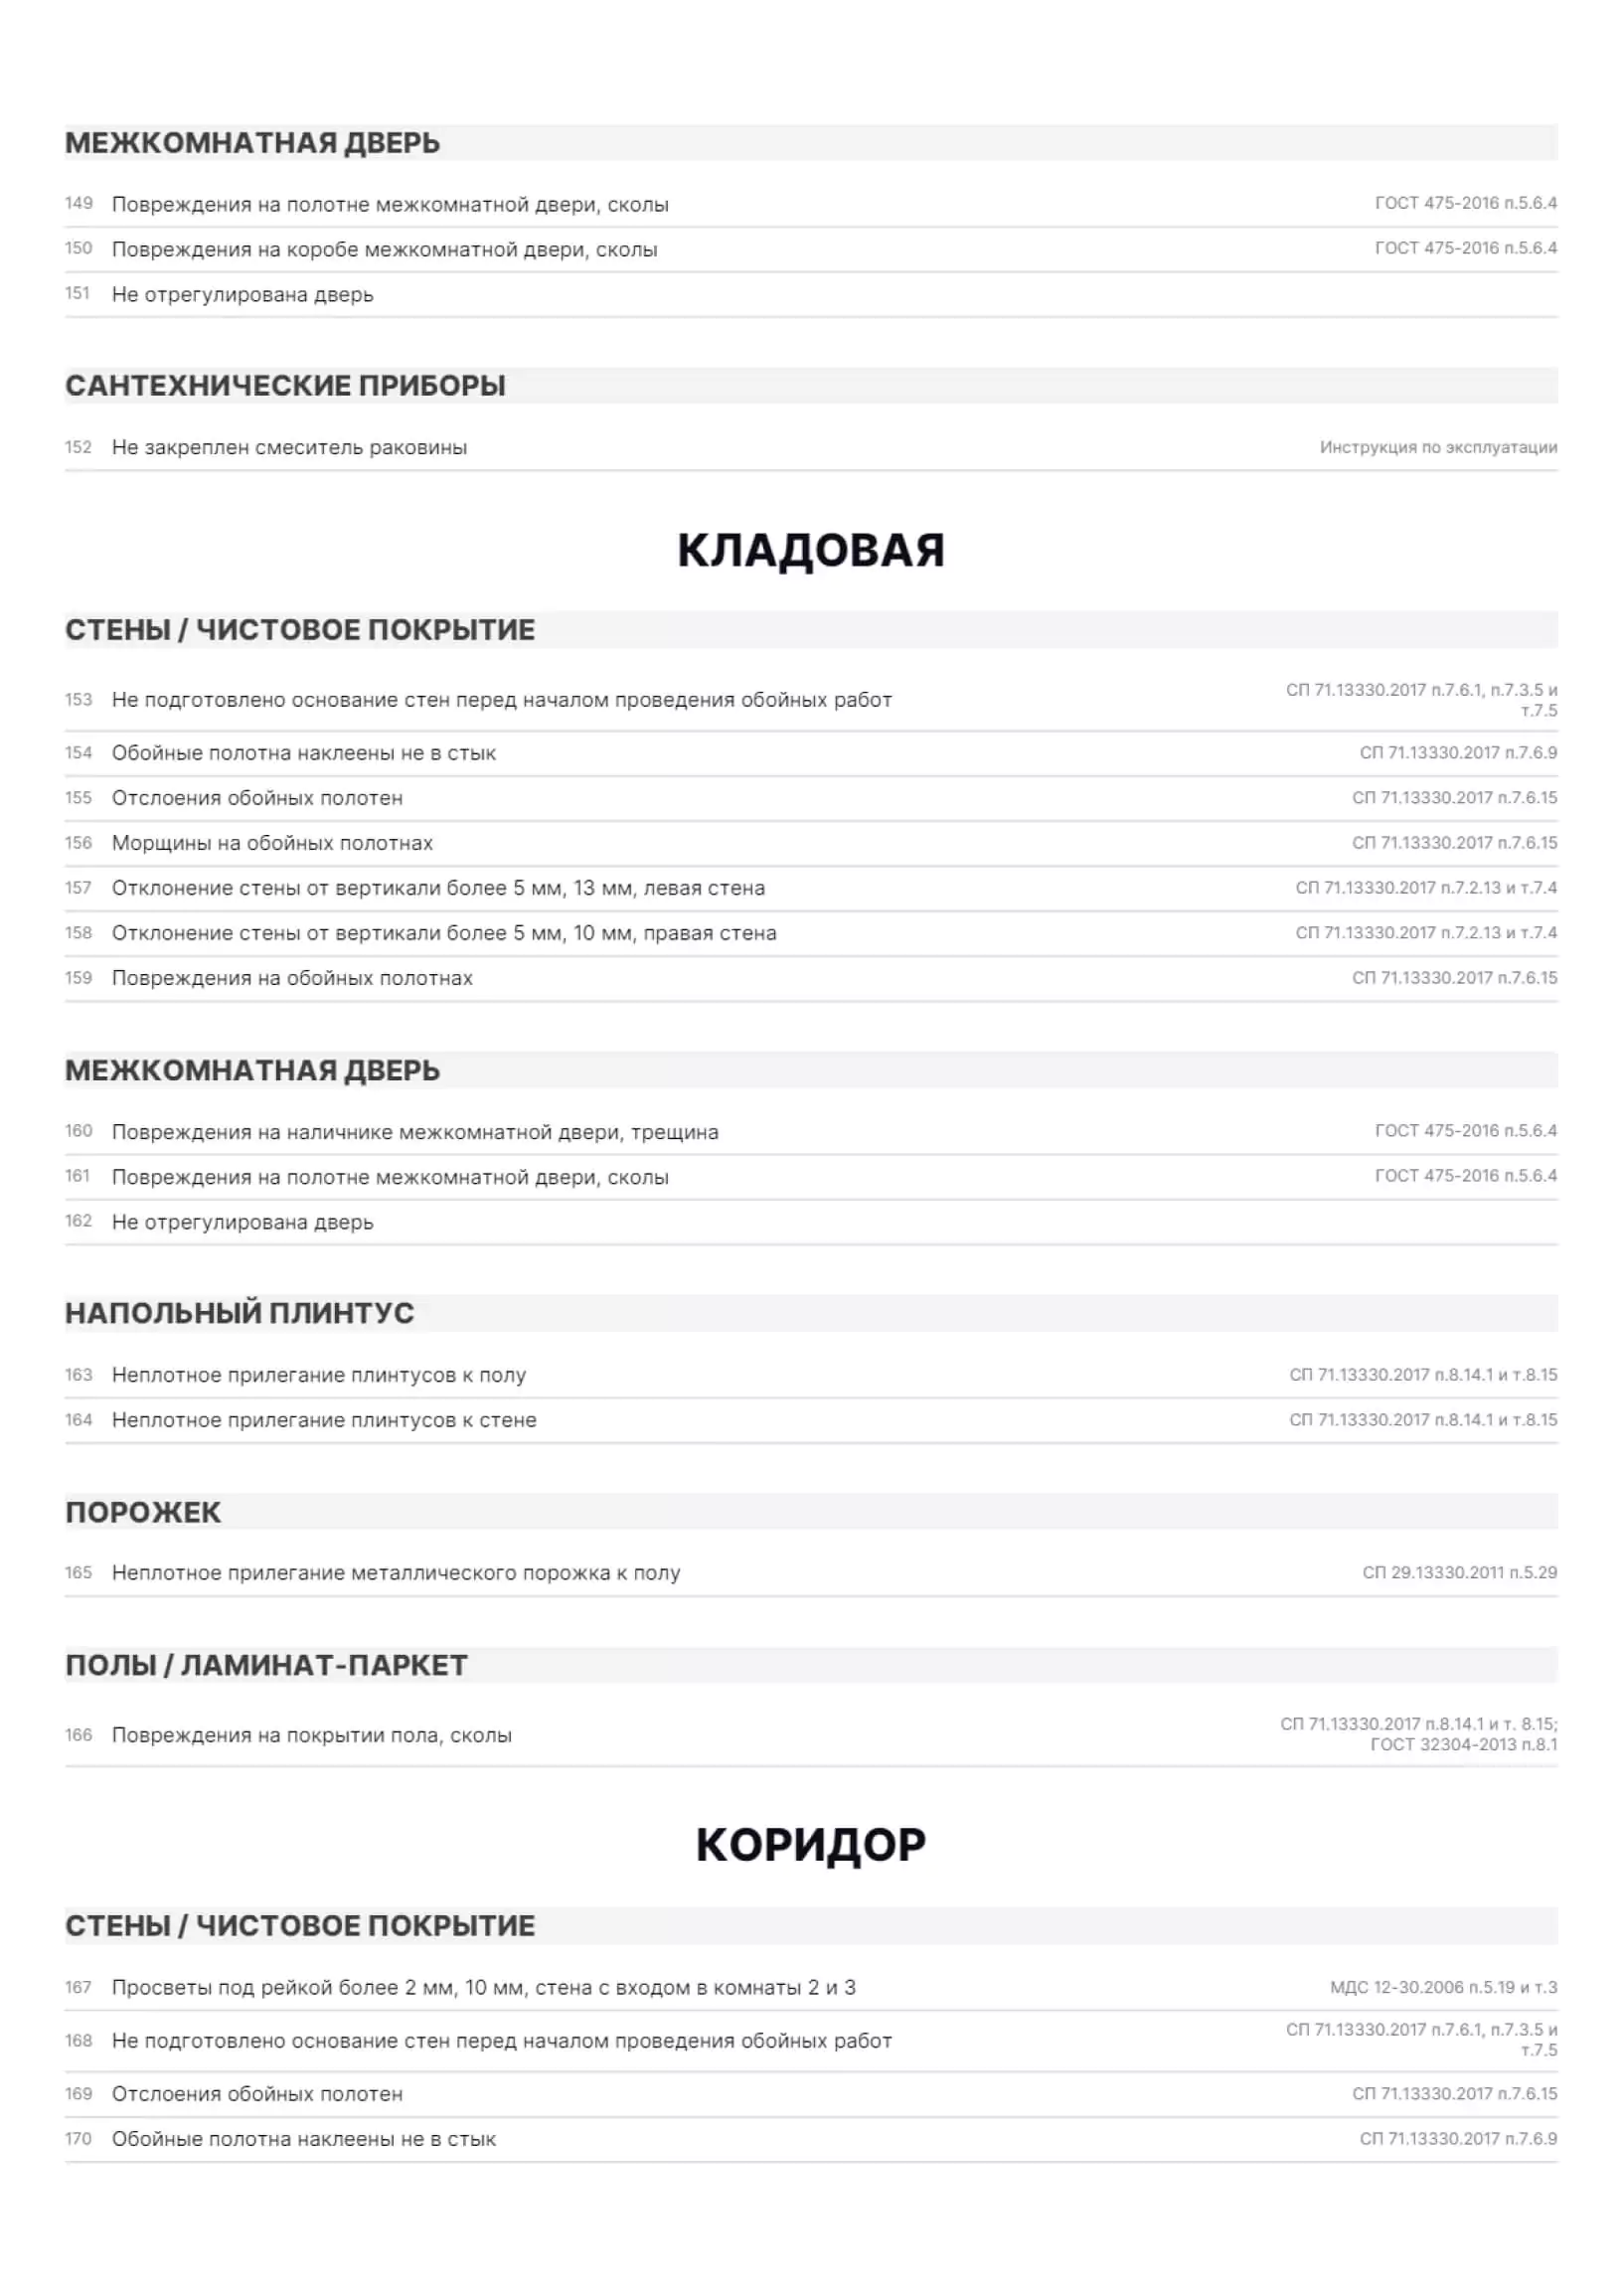 МЕЖКОМНАТНАЯ ДВЕРЬ
149 Повреждения на полотне межкомнатной двери, сколы ГОСТ 475-2016 п.5.6.4
150 Повреждения на коробе межкомнатной двери, сколы ГОСТ 475-2016 п.5.6.4
151 Не отрегулирована дверь
САНТЕХНИЧЕСКИЕ ПРИБОРЫ
152 Не закреплен смеситель раковины Инструкция по эксплуатации
КЛАДОВАЯ
СТЕНЫ / ЧИСТОВОЕ ПОКРЫТИЕ
153 Не подготовлено основание стен перед началом проведения обойных работ СП 71.13330.2017 п.7.6.1, п.7.3.5 и
т.7.5
154 Обойные полотна наклеены не в стык СП 71.13330.2017 п.7.6.9
155 Отслоения обойных полотен СП 71.13330.2017 п.7.6.15
156 Морщины на обойных полотнах СП 71.13330.2017 п.7.6.15
157 Отклонение стены от вертикали более 5 мм, 13 мм, левая стена СП 71.13330.2017 п.7.2.13 и т.7.4
158 Отклонение стены от вертикали более 5 мм, 10 мм, правая стена СП 71.13330.2017 п.7.2.13 и т.7.4
159 Повреждения на обойных полотнах СП 71.13330.2017 п.7.6.15
МЕЖКОМНАТНАЯ ДВЕРЬ
160 Повреждения на наличнике межкомнатной двери, трещина ГОСТ 475-2016 п.5.6.4
161 Повреждения на полотне межкомнатной двери, сколы ГОСТ 475-2016 п.5.6.4
162 Не отрегулирована дверь
НАПОЛЬНЫЙ ПЛИНТУС
163 Неплотное прилегание плинтусов к полу СП 71.13330.2017 п.8.14.1 и т.8.15
164 Неплотное прилегание плинтусов к стене СП 71.13330.2017 п.8.14.1 и т.8.15
ПОРОЖЕК
165 Неплотное прилегание металлического порожка к полу СП 29.13330.2011 п.5.29
ПОЛЫ / ЛАМИНАТ-ПАРКЕТ
166 Повреждения на покрытии пола, сколы СП 71.13330.2017 п.8.14.1 и т. 8.15;
ГОСТ 32304-2013 п.8.1
КОРИДОР
СТЕНЫ / ЧИСТОВОЕ ПОКРЫТИЕ
167 Просветы под рейкой более 2 мм, 10 мм, стена с входом в комнаты 2 и 3 МДС 12-30.2006 п.5.19 и т.3
168 Не подготовлено основание стен перед началом проведения обойных работ СП 71.13330.2017 п.7.6.1, п.7.3.5 и
т.7.5
169 Отслоения обойных полотен СП 71.13330.2017 п.7.6.15
170 Обойные полотна наклеены не в стык СП 71.13330.2017 п.7.6.9